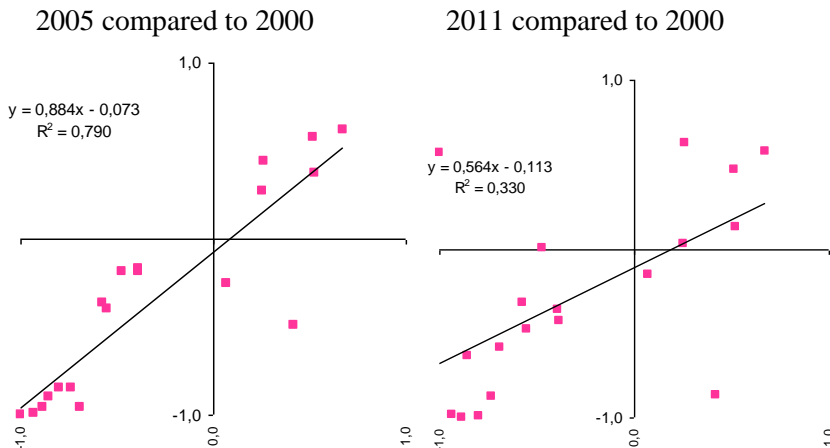 2005 compared to 2000
1,0
y = 0,884x - 0,073
R² = 0,790
-1,0
-1,0
0,0
1,0
2011 compared to 2000
1,0
y = 0,564x - 0,113
R² = 0,330
-1,0
-1,0
0,0
1,0